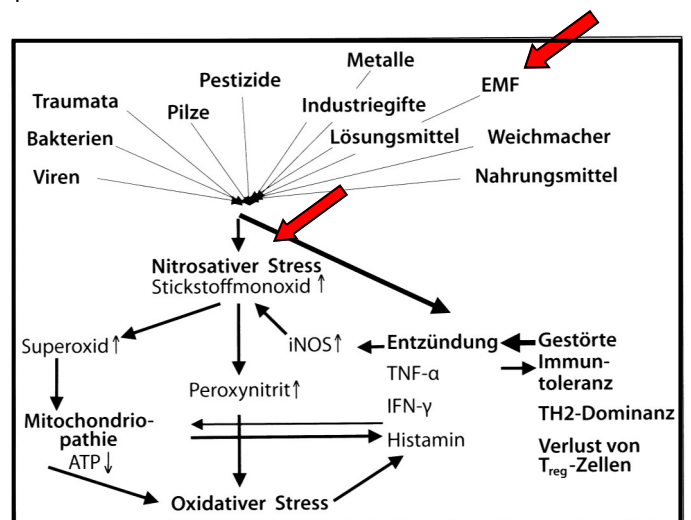 Metalle
Pestizide
EMF
Traumata
Pilze
Industriegifte
Bakterien
Lösungsmittel
Weichmacher
Viren
Nahrungsmittel
Nitrosativer Stress
Stickstoffmonoxid ↑
Superoxid ↑
iNOS ↑
Entzündung
Gestörte
Immun-
toleranz
TNF-α
Peroxynitrit ↑
IFN-γ
TH2-Dominanz
Mitochondrio-
pathie
ATP ↓
Histamin
Verlust von
Treg-Zellen
Oxidativer Stress